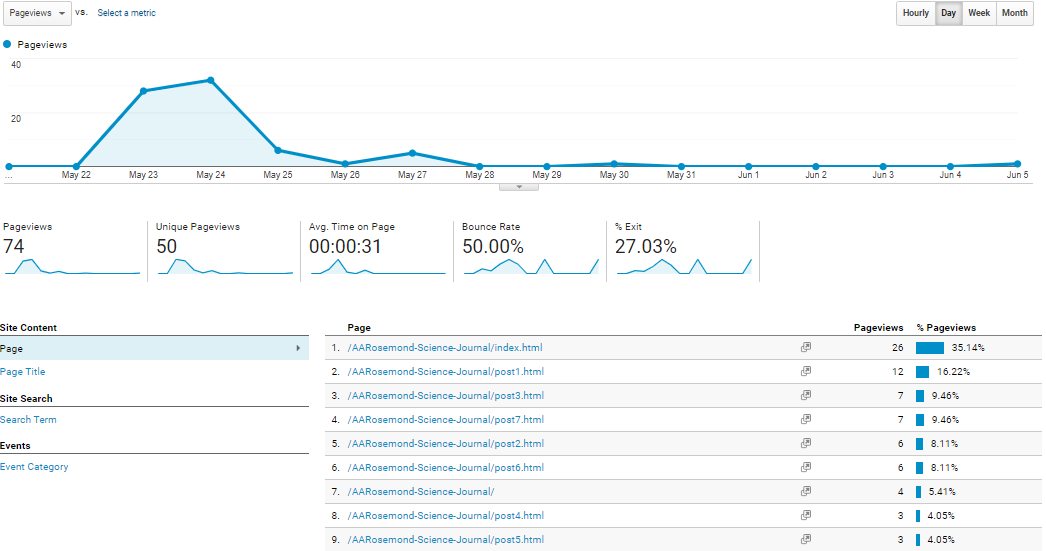 Pageviews vs. Select a metric Hourly Day Week Month
Pageviews
40
20
... May 22 May 23 May 24 May 25 May 26 May 27 May 28 May 29 May 30 May 31 Jun 1 Jun 2 Jun 3 Jun 4 Jun 5
Pageviews Unique Pageviews Avg. Time on Page Bounce Rate % Exit
74 50 00:00:31 50.00% 27.03%
Site Content
Page
Page Title
Site Search
Search Term
Events
Event Category
Page Pageviews % Pageviews
1. /AARosemond-Science-Journal/index.html 26 35.14%
2. /AARosemond-Science-Journal/post1.html 12 16.22%
3. /AARosemond-Science-Journal/post3.html 7 9.46%
4. /AARosemond-Science-Journal/post7.html 7 9.46%
5. /AARosemond-Science-Journal/post2.html 6 8.11%
6. /AARosemond-Science-Journal/post6.html 6 8.11%
7. /AARosemond-Science-Journal/ 4 5.41%
8. /AARosemond-Science-Journal/post4.html 3 4.05%
9. /AARosemond-Science-Journal/post5.html 3 4.05%